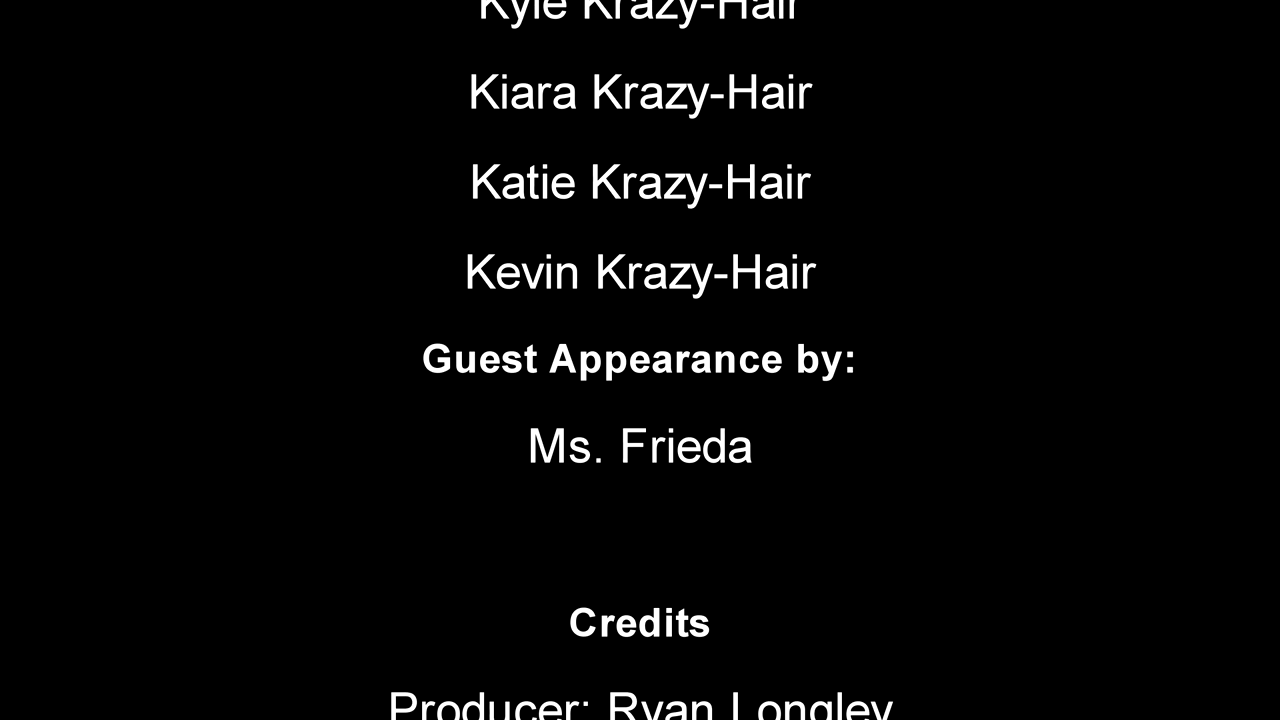 Kyle Krazy-Hair
Kiara Krazy-Hair
Katie Krazy-Hair
Kevin Krazy-Hair
Guest Appearance by:
Ms. Frieda
Credits
Producer: Ryan Longley